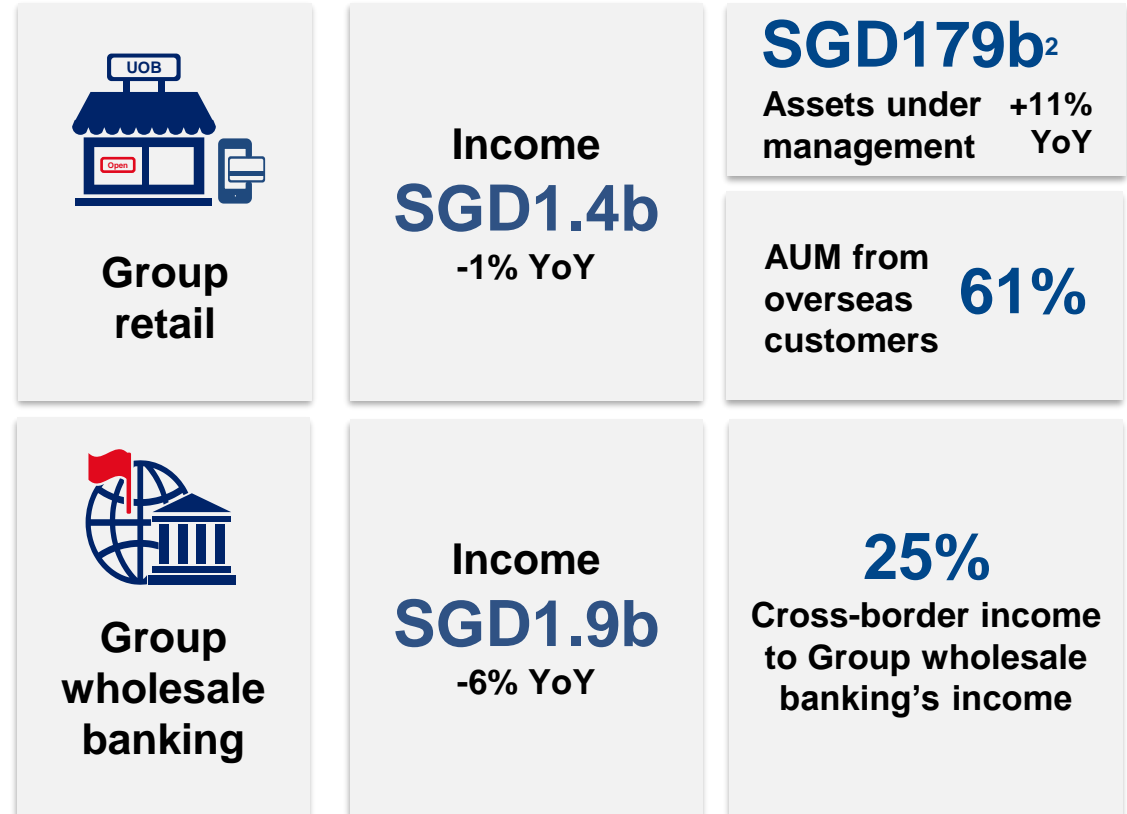 UOB
Open
Group
retail
Income
SGD1.4b
-1% YoY
SGD179b2
Assets under +11%
management YoY
AUM from
overseas
customers
61%
Group
wholesale
banking
Income
SGD1.9b
-6% YoY
25%
Cross-border income
to Group wholesale
banking’s income